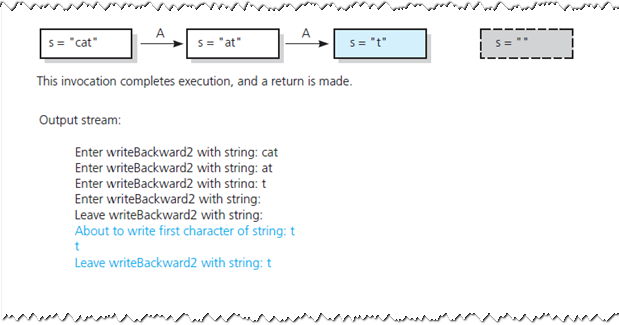 s = "cat"
A
s = "at"
A
s = "t"
s = " "
This invocation completes execution, and a return is made.
Output stream:
Enter writeBackward2 with string: cat
Enter writeBackward2 with string: at
Enter writeBackward2 with string: t
Enter writeBackward2 with string:
Leave writeBackward2 with string:
About to write first character of string: t
t
Leave writeBackward2 with string: t